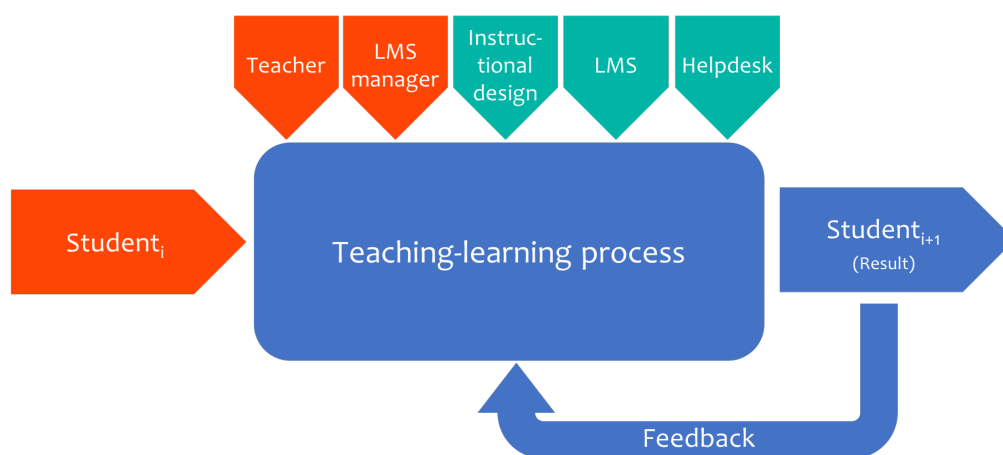 Teacher
LMS
manager
Instruc-
tional
design
LMS
Helpdesk
Studentᵢ
Teaching-learning process
Studentᵢ₊₁
(Result)
Feedback